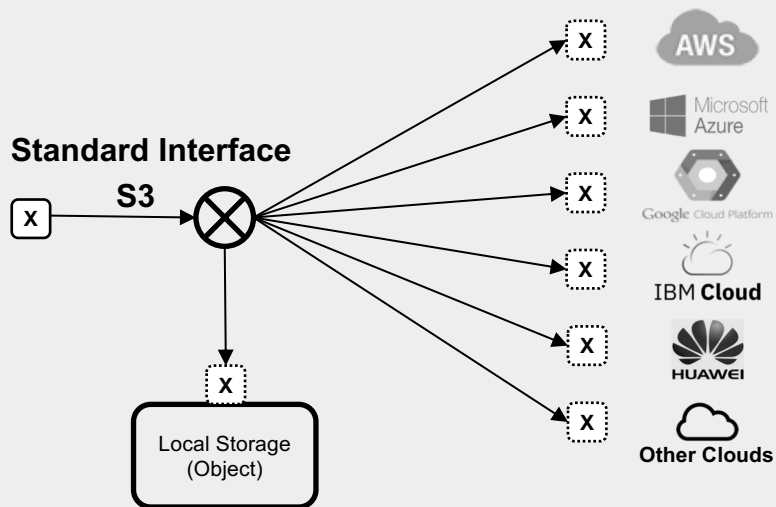 X
AWS
X
Microsoft
Azure
Standard Interface
S3
X
X
Google Cloud Platform
X
IBM Cloud
X
X
HUAWEI
X
Local Storage
(Object)
X
Other Clouds